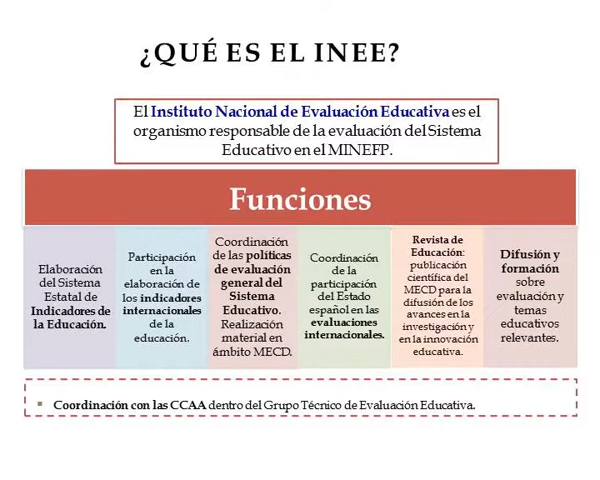 ¿QUÉ ES EL INEE?
El Instituto Nacional de Evaluación Educativa es el
organismo responsable de la evaluación del Sistema
Educativo en el MINEFP.
Funciones
Elaboración
del Sistema
Estatal de
Indicadores de
la Educación.
Participación
en la
elaboración de
los indicadores
internacionales
de la
educación.
Coordinación
de las políticas
de evaluación
general del
Sistema
Educativo.
Realización
material en
ámbito MECD.
Coordinación
de la
participación
del Estado
español en las
evaluaciones
internacionales.
Revista de
Educación:
publicación
científica del
MECD para la
difusión de los
avances en la
investigación y
en la innovación
educativa.
Difusión y
formación
sobre
evaluación y
temas
educativos
relevantes.
▪ Coordinación con las CCAA dentro del Grupo Técnico de Evaluación Educativa.